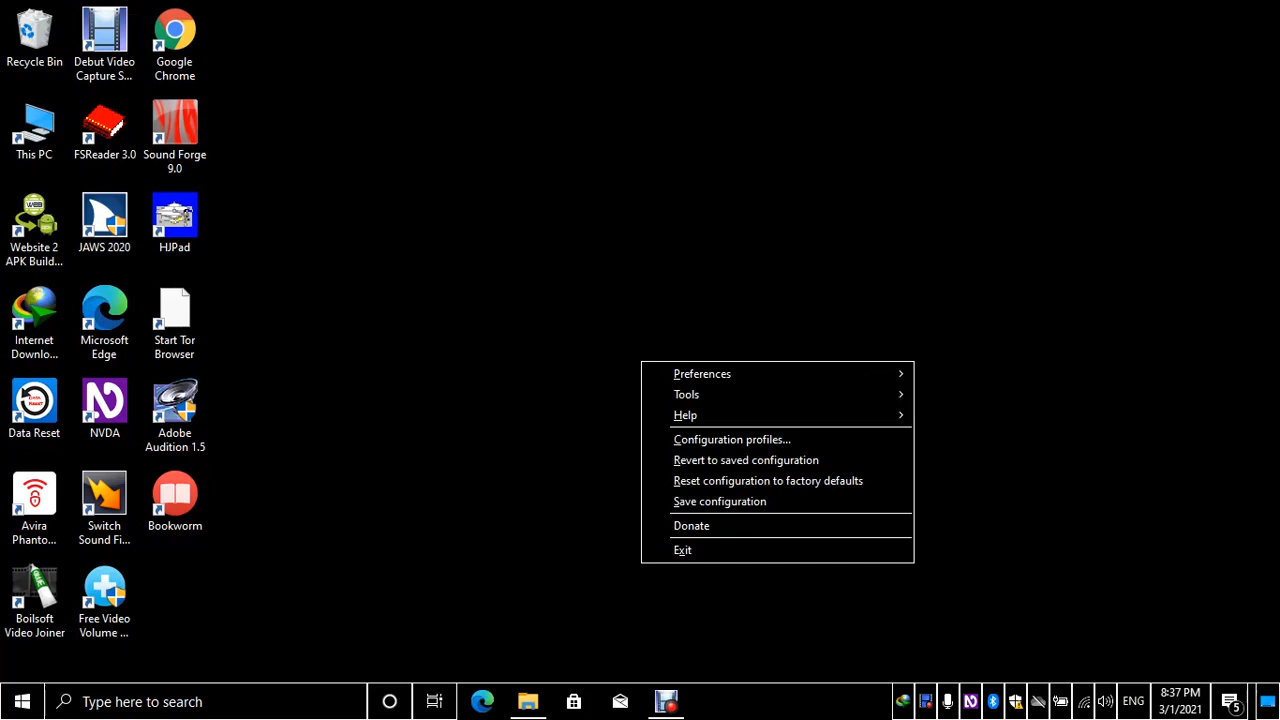 Recycle Bin
Debut Video
Capture S...
Google
Chrome
This PC
FSReader 3.0
Sound Forge
9.0
Website 2
APK Build...
JAWS 2020
HJPad
Internet
Downlo...
Microsoft
Edge
Start Tor
Browser
Data Reset
NVDA
Adobe
Audition 1.5
Avira
Phanto...
Switch
Sound Fi...
Bookworm
Boilsoft
Video Joiner
Free Video
Volume ...
Preferences
Tools
Help
Configuration profiles...
Revert to saved configuration
Reset configuration to factory defaults
Save configuration
Donate
Exit
Type here to search
ENG
8:37 PM
3/1/2021
5